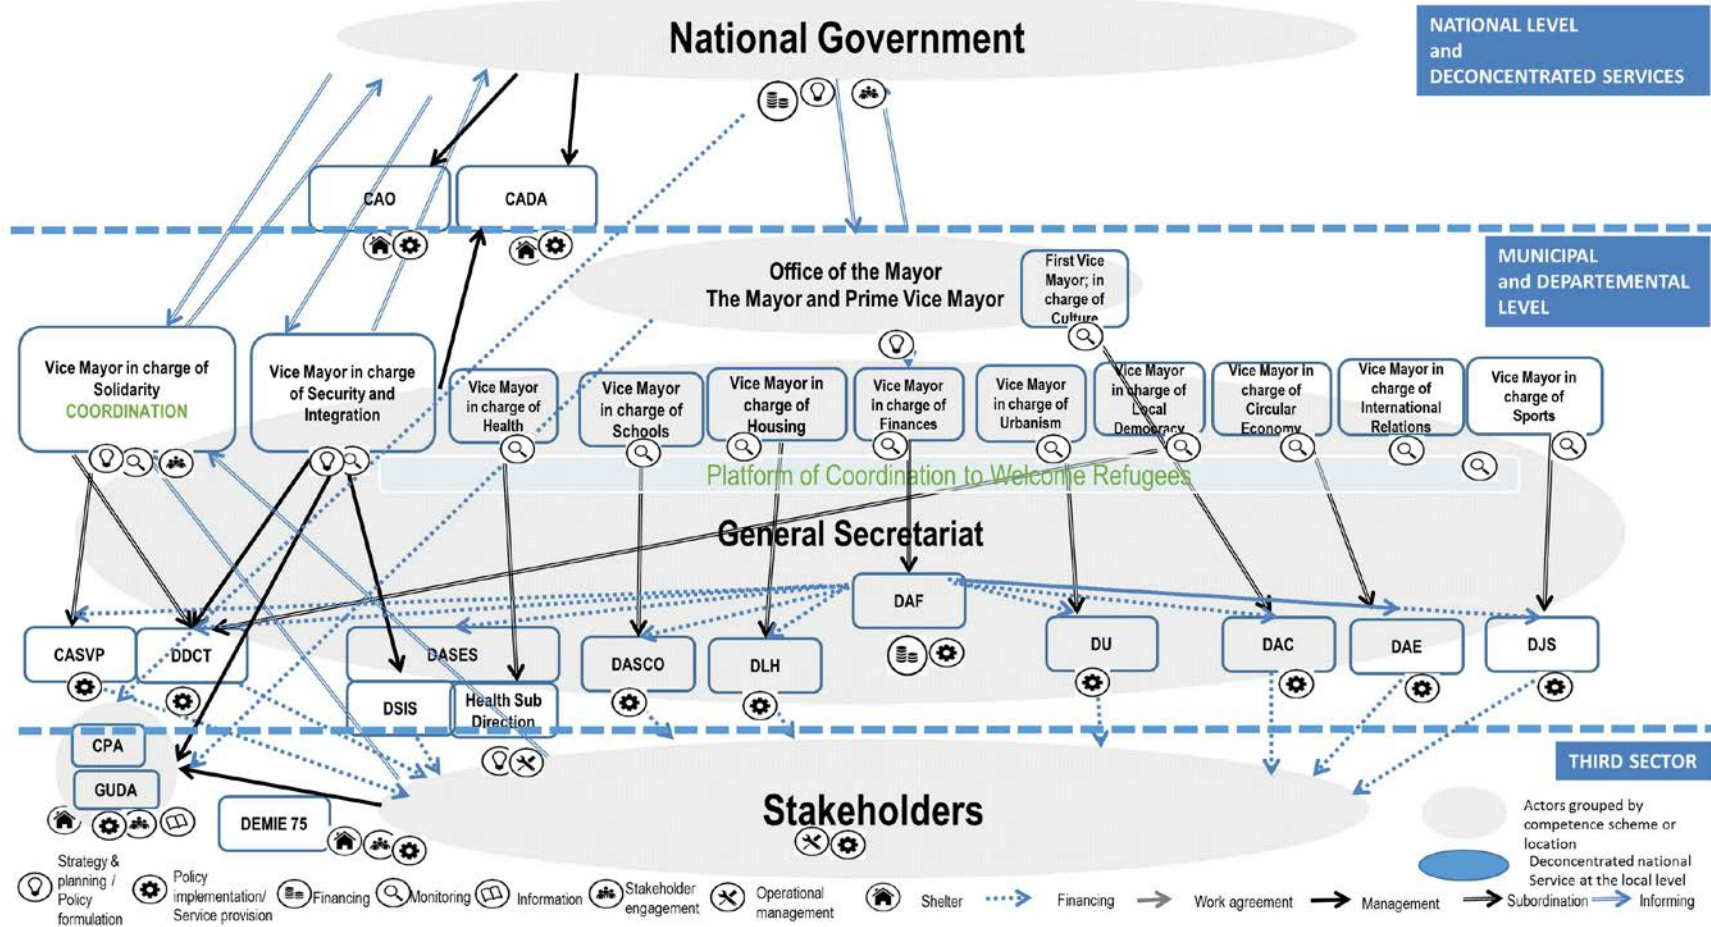 National Government
NATIONAL LEVEL
and
DECONCENTRATED SERVICES
CAO
CADA
MUNICIPAL
and DEPARTEMENTAL
LEVEL
Office of the Mayor
The Mayor and Prime Vice Mayor
First Vice
Mayor; in
charge of
Culture
Vice Mayor in charge of
Solidarity
COORDINATION
Vice Mayor in charge
of Security and
Integration
Vice Mayor
in charge of
Health
Vice Mayor
in charge of
Schools
Vice Mayor in
charge of
Housing
Vice Mayor
in charge of
Finances
Vice Mayor
in charge of
Urbanism
Vice Mayor
in charge of
Local
Democracy
Vice Mayor in
charge of
Circular
Economy
Vice Mayor in
charge of
International
Relations
Vice Mayor in
charge of
Sports
Platform of Coordination to Welcome Refugees
General Secretariat
DAF
CASVP
DDCT
DASES
DSIS
Health Sub
Direction
DASCO
DLH
DU
DAC
DAE
DJS
THIRD SECTOR
CPA
GUDA
DEMIE 75
Stakeholders
Actors grouped by
competence scheme or
location
Deconcentrated national
Service at the local level
Strategy &
planning /
Policy
formulation
Policy
implementation/
Service provision
Financing
Monitoring
Information
Stakeholder
engagement
Operational
management
Shelter
Financing
Work agreement
Management
Subordination
Informing